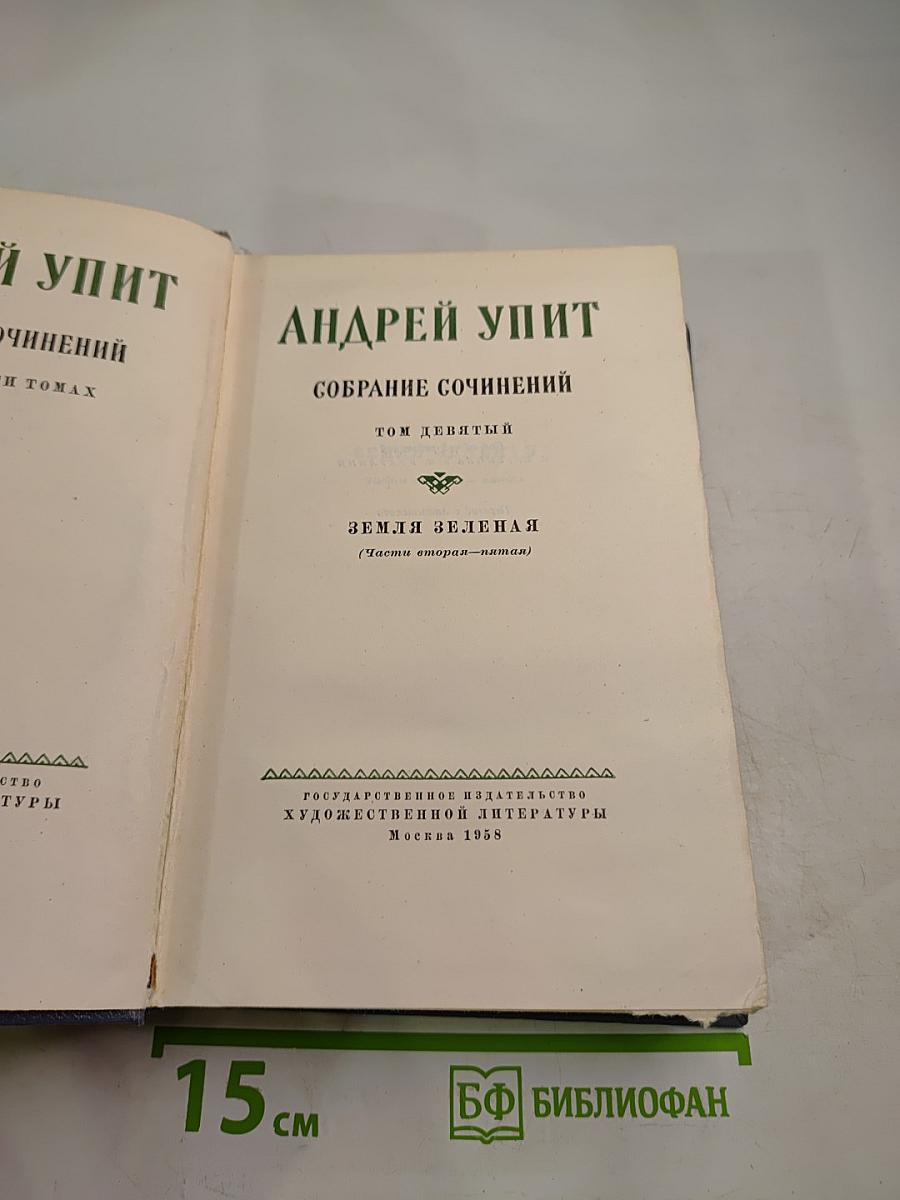 Й УПИТ
ОЧИНЕНИЙ
ТИ ТОМАХ
СТВО
ТУРЫ
АНДРЕЙ УПИТ
СОБРАНИЕ СОЧИНЕНИЙ
ТОМ ДЕВЯТЫЙ
ЗЕМЛЯ ЗЕЛЕНАЯ
(Части вторая—пятая)
ГОСУДАРСТВЕННОЕ ИЗДАТЕЛЬСТВО
ХУДОЖЕСТВЕННОЙ ЛИТЕРАТУРЫ
Москва 1958
15 см
БФ БИБЛИОФАН